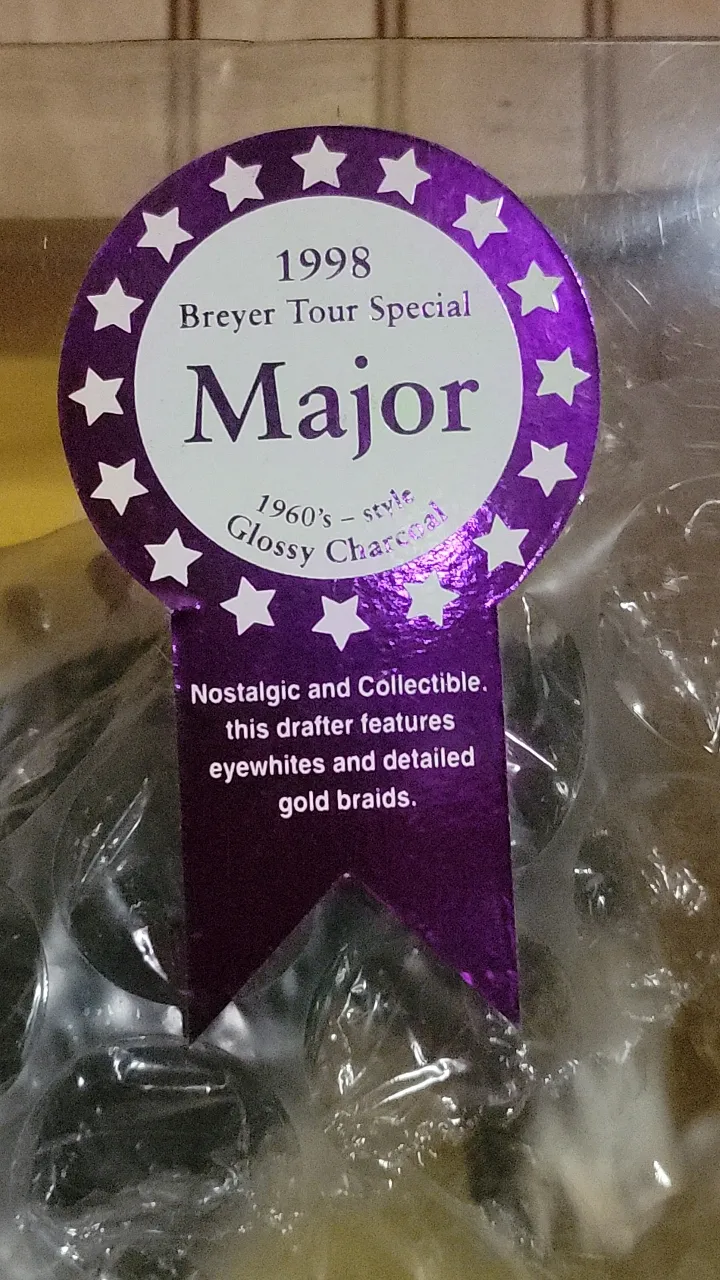 1998
Breyer Tour Special
Major
1960's – style
Glossy Charcoal
Nostalgic and Collectible.
this drafter features
eyewhites and detailed
gold braids.